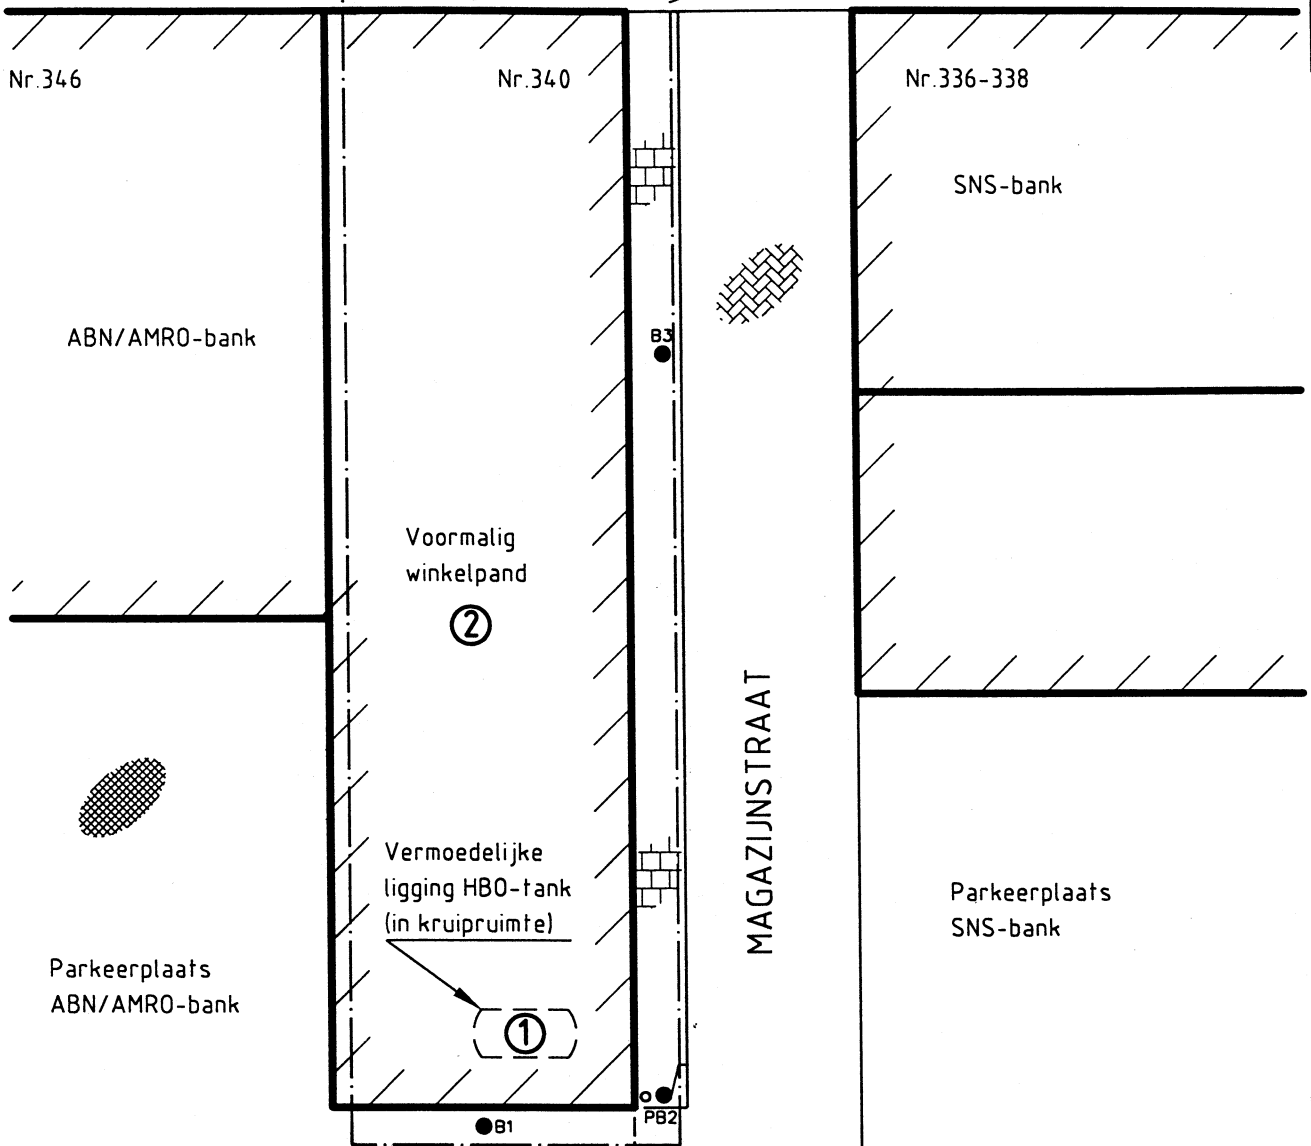 Nr.346
Nr.340
Nr.336-338
SNS-bank
ABN/AMRO-bank
B3
Voormalig
winkelpand
2
MAGAZIJNSTRAAT
Vermoedelijke
ligging HBO-tank
(in kruipruimte)
Parkeerplaats
SNS-bank
Parkeerplaats
ABN/AMRO-bank
1
PB2
B1